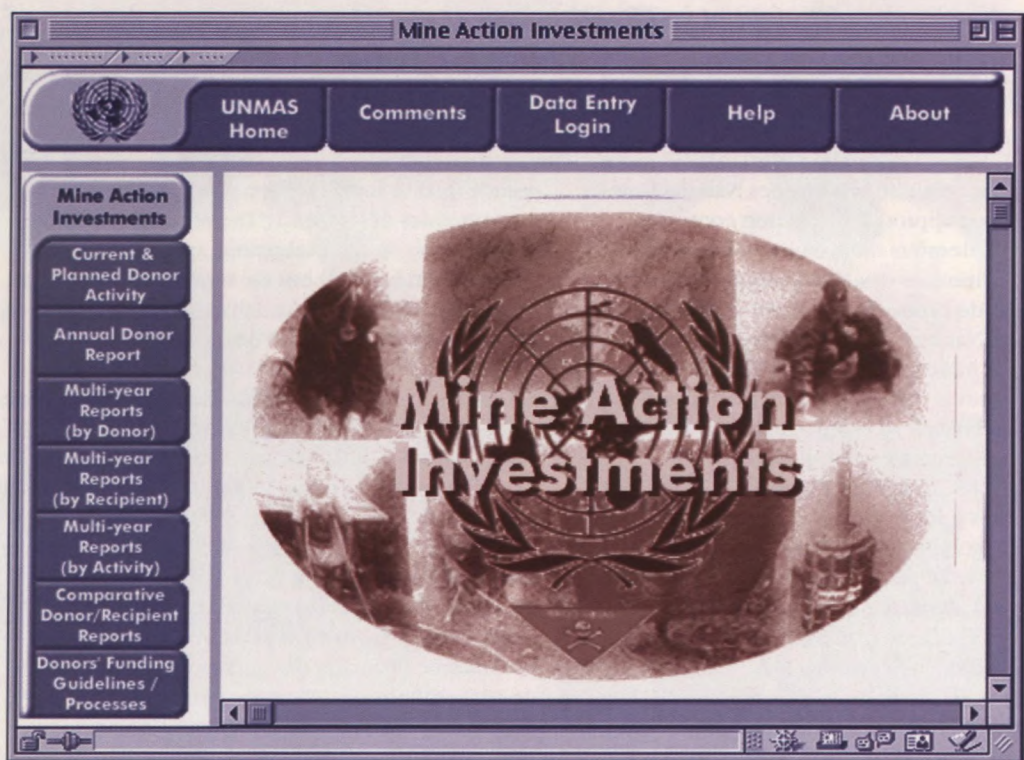 Mine Action Investments
UNMAS
Home
Comments
Data Entry
Login
Help
About
Mine Action
Investments
Current &
Planned Donor
Activity
Annual Donor
Report
Multi-year
Reports
(by Donor)
Multi-year
Reports
(by Recipient)
Multi-year
Reports
(by Activity)
Comparative
Donor/Recipient
Reports
Donors' Funding
Guidelines /
Processes
Mine Action
Investments